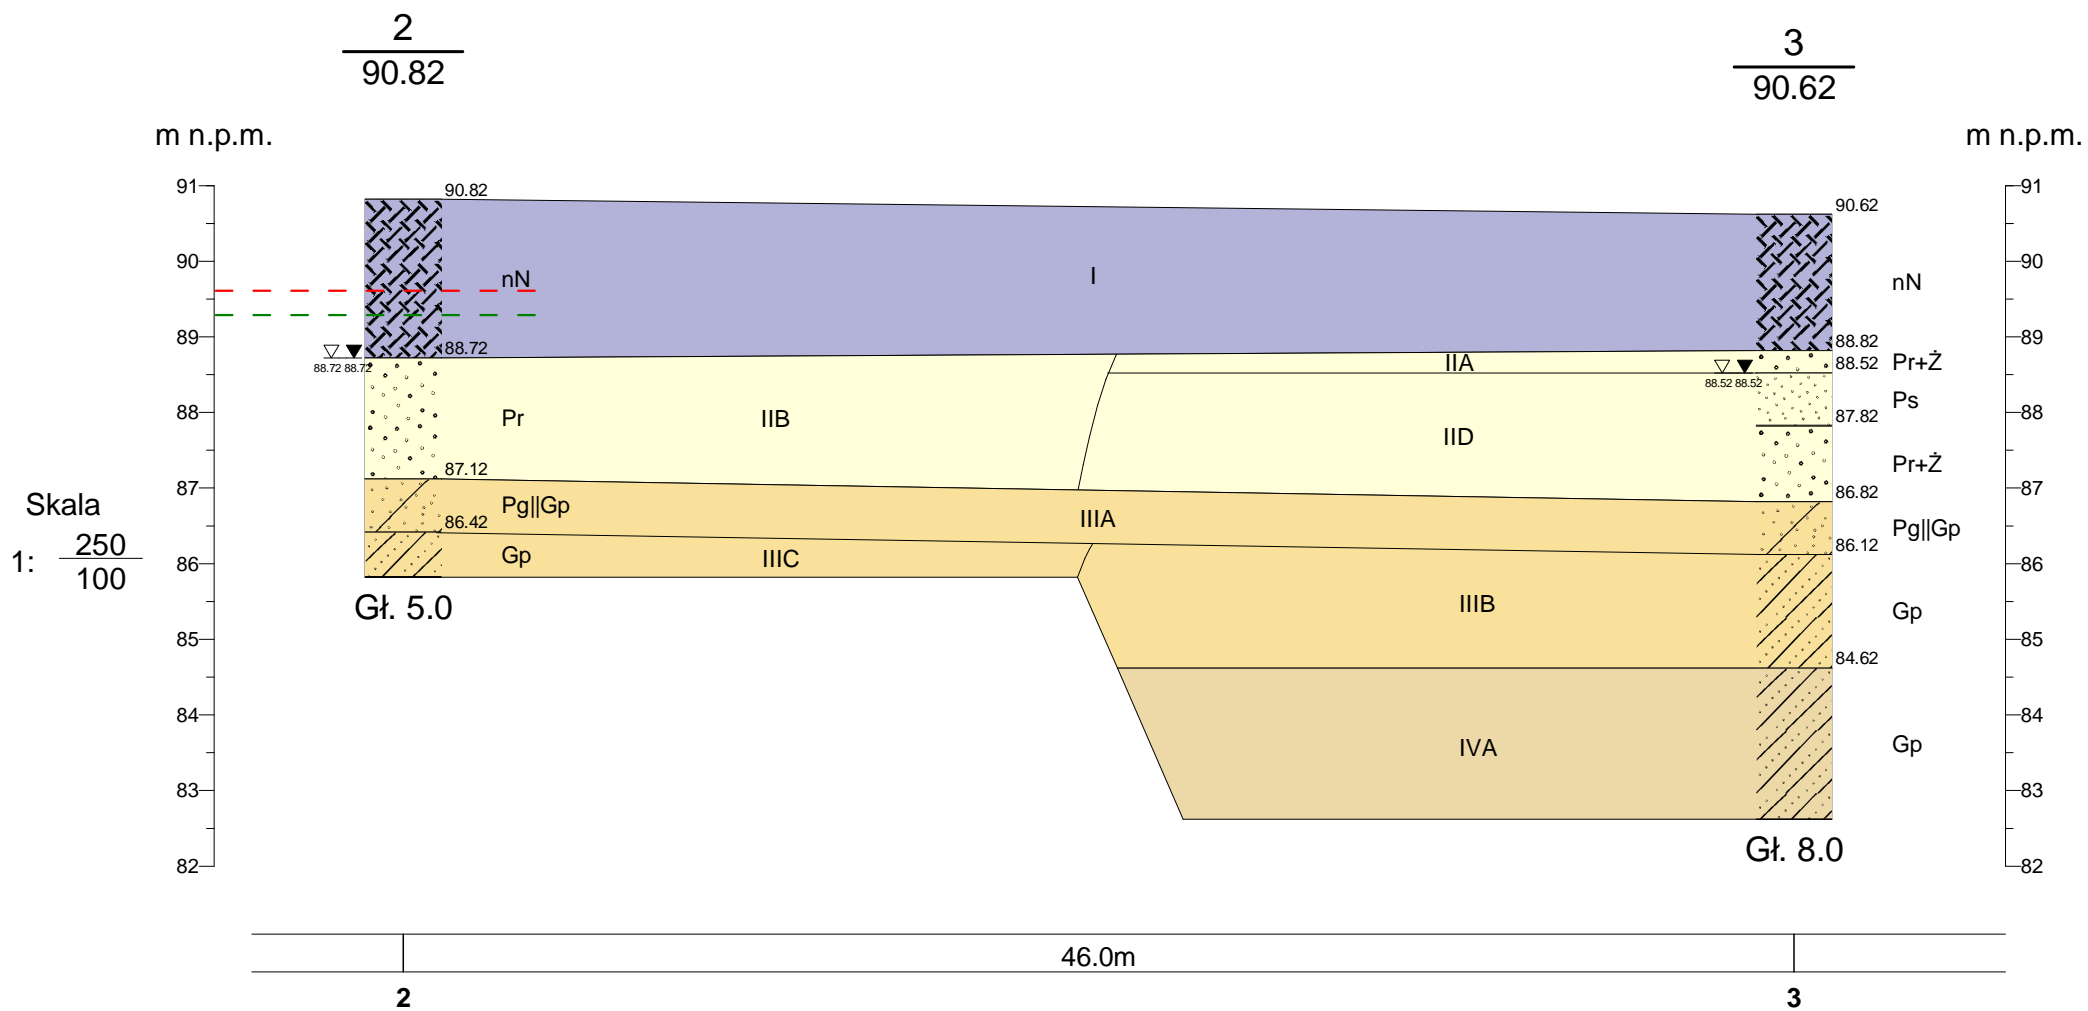 2
90.82
3
90.62
m n.p.m.
m n.p.m.
91
90.82
90.62
91
90
nN
I
nN
90
89
88.72
88.82
89
88.72 88.72
IIA
88.52
Pr+Ż
88.52 88.52
Ps
88
Pr
IIB
IID
87.82
88
87.12
Pr+Ż
87
86.82
87
Skala
1: 250
100
Pg||Gp
86.42
IIIA
Pg||Gp
86
Gp
IIIC
86.12
86
Gł. 5.0
IIIB
Gp
85
85
84.62
84
IVA
Gp
84
83
83
Gł. 8.0
82
82
46.0m
2
3